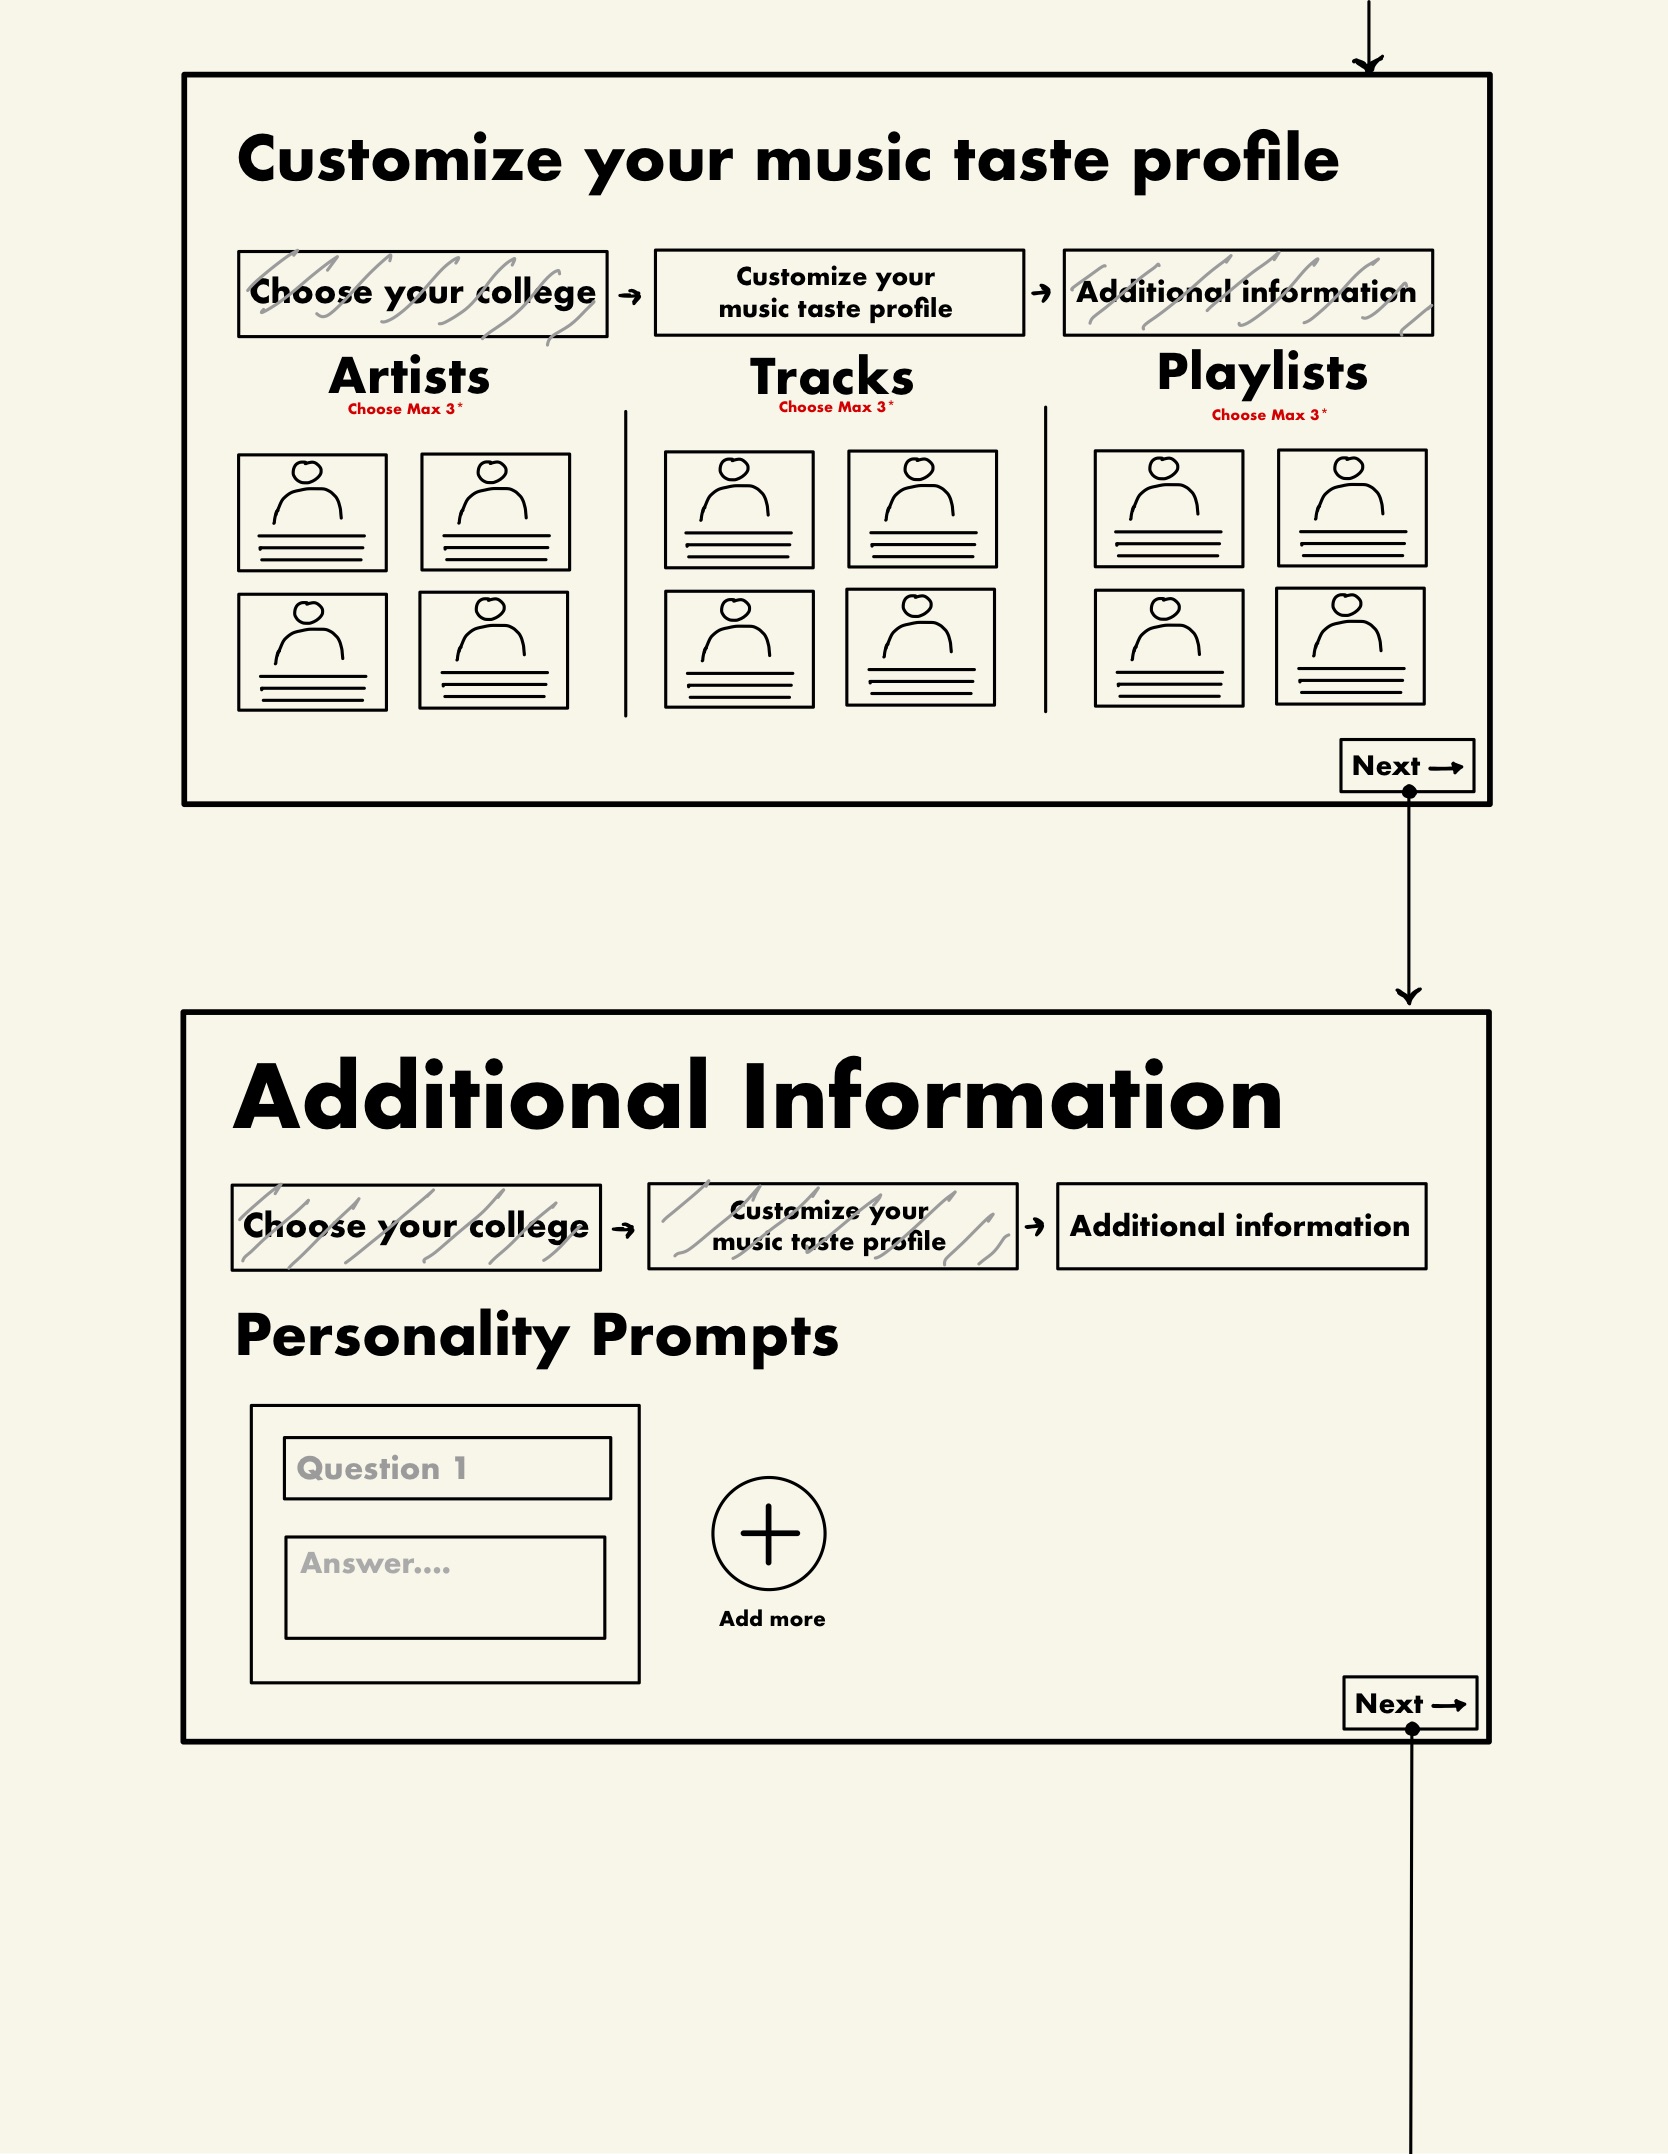 Customize your music taste profile
Choose your college
Customize your
music taste profile
Additional information
Artists
Choose Max 3*
Tracks
Choose Max 3*
Playlists
Choose Max 3*
Next
Additional Information
Choose your college
Customize your
music taste profile
Additional information
Personality Prompts
Question 1
Answer....
Add more
Next